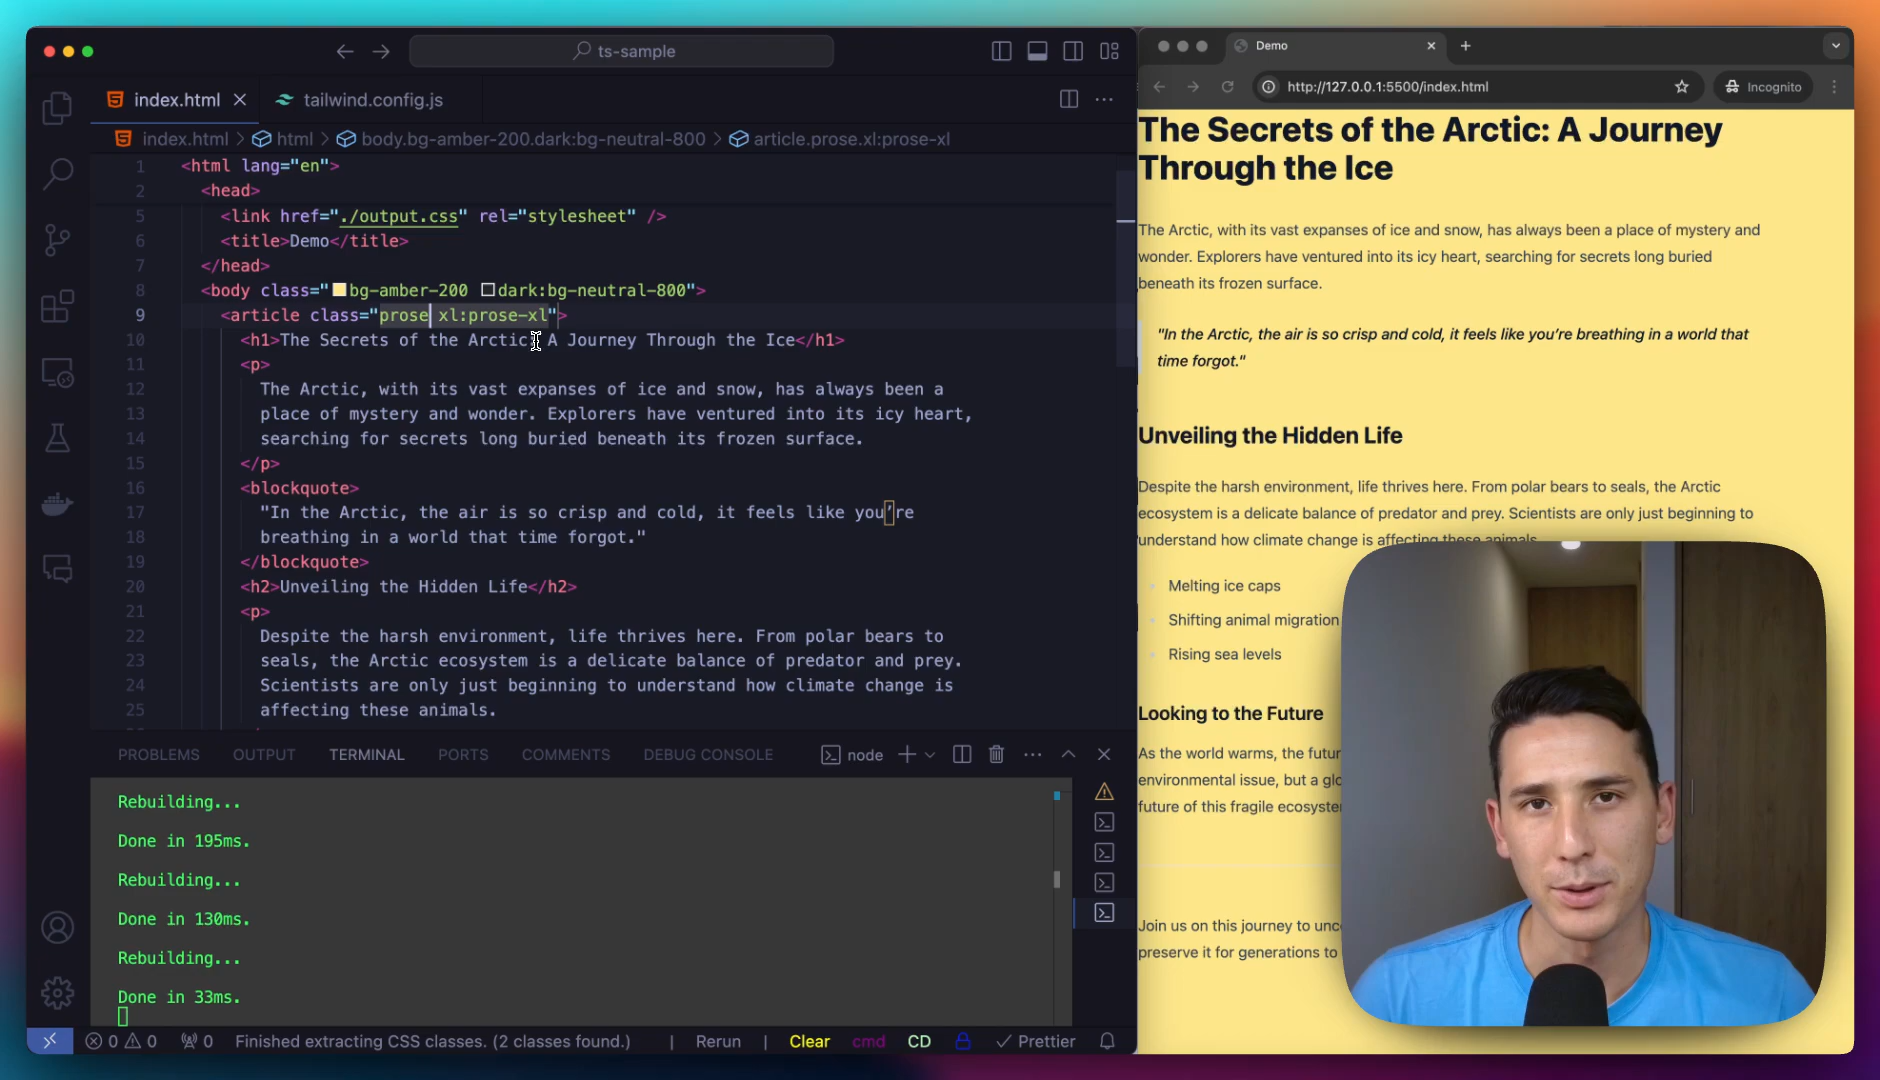 ts-sample
index.html
tailwind.config.js
index.html > html > body.bg-amber-200.dark:bg-neutral-800 > article.prose.xl:prose-xl
1 <html lang="en">
2 <head>
5 <link href="./output.css" rel="stylesheet" />
6 <title>Demo</title>
7 </head>
8 <body class="bg-amber-200 dark:bg-neutral-800">
9 <article class="prose xl:prose-xl">
10 <h1>The Secrets of the Arctic: A Journey Through the Ice</h1>
11 <p>
12 The Arctic, with its vast expanses of ice and snow, has always been a
13 place of mystery and wonder. Explorers have ventured into its icy heart,
14 searching for secrets long buried beneath its frozen surface.
15 </p>
16 <blockquote>
17 "In the Arctic, the air is so crisp and cold, it feels like you’re
18 breathing in a world that time forgot."
19 </blockquote>
20 <h2>Unveiling the Hidden Life</h2>
21 <p>
22 Despite the harsh environment, life thrives here. From polar bears to
23 seals, the Arctic ecosystem is a delicate balance of predator and prey.
24 Scientists are only just beginning to understand how climate change is
25 affecting these animals.
PROBLEMS OUTPUT TERMINAL PORTS COMMENTS DEBUG CONSOLE node
Rebuilding...
Done in 195ms.
Rebuilding...
Done in 130ms.
Rebuilding...
Done in 33ms.
0 0 0 Finished extracting CSS classes. (2 classes found.) | Rerun | Clear cmd CD Prettier
Demo
http://127.0.0.1:5500/index.html
Incognito
The Secrets of the Arctic: A Journey
Through the Ice
The Arctic, with its vast expanses of ice and snow, has always been a place of mystery and
wonder. Explorers have ventured into its icy heart, searching for secrets long buried
beneath its frozen surface.
"In the Arctic, the air is so crisp and cold, it feels like you’re breathing in a world that
time forgot."
Unveiling the Hidden Life
Despite the harsh environment, life thrives here. From polar bears to seals, the Arctic
ecosystem is a delicate balance of predator and prey. Scientists are only just beginning to
understand how climate change is affecting these animals.
Melting ice caps
Shifting animal migration
Rising sea levels
Looking to the Future
As the world warms, the futur
environmental issue, but a glo
future of this fragile ecosyster
Join us on this journey to unc
preserve it for generations to